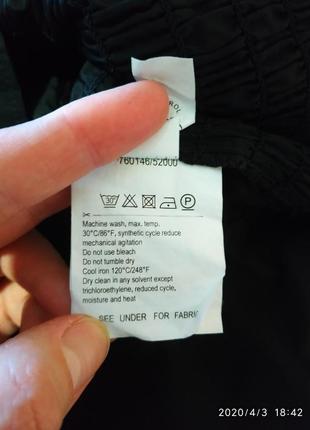 ROL
760146/52000
30°
P
Machine wash, max. temp.
30°C/86°F, synthetic cycle reduce
mechanical agitation
Do not use bleach
Do not tumble dry
Cool iron 120°C/248°F
Dry clean in any solvent except
trichloroethylene, reduced cycle,
moisture and heat
SEE UNDER FOR FABRIC
2020/4/3 18:42